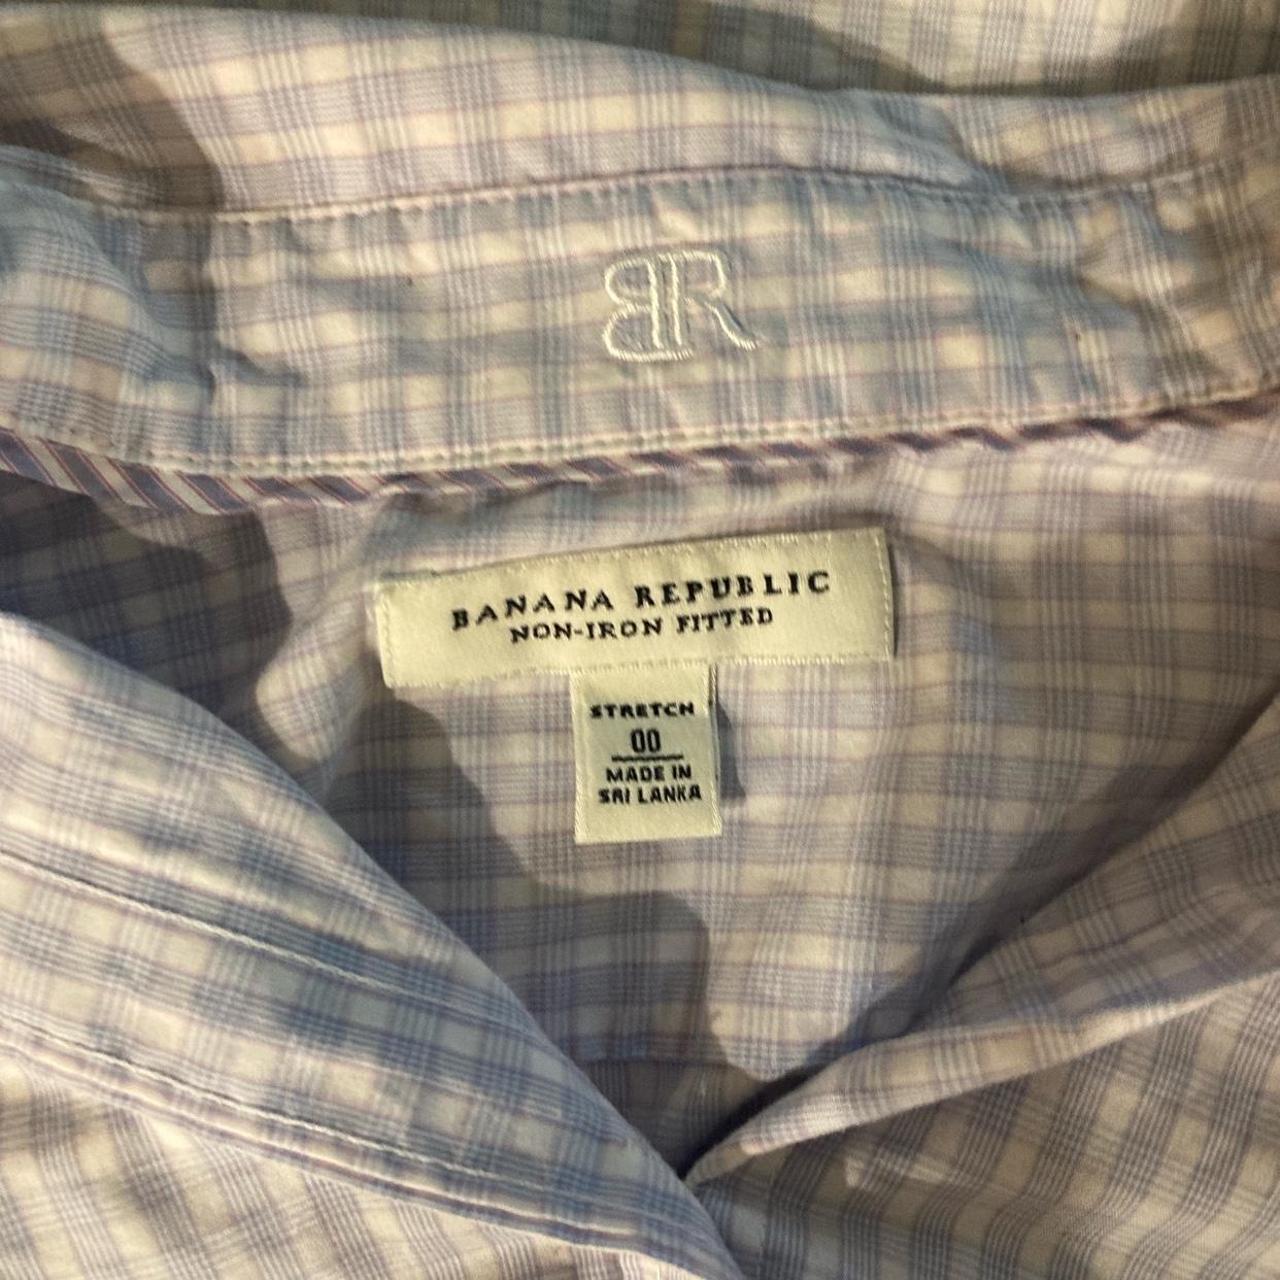 BR
BANANA REPUBLIC
NON-IRON FITTED
STRETCH
00
MADE IN
SRI LANKA